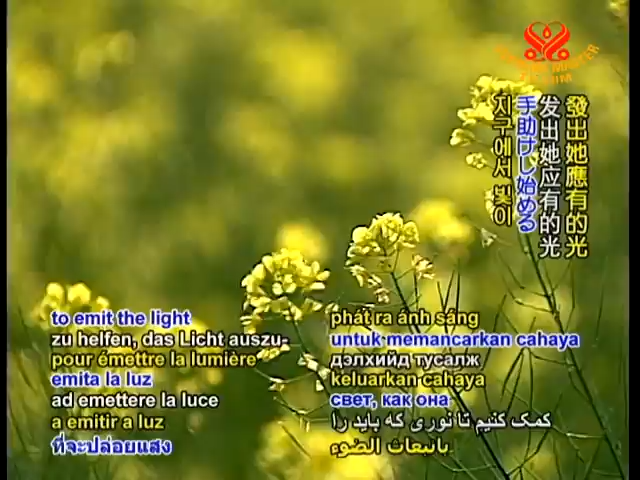 發出她應有的光
发出她应有的光
手助けし始める
지구에서 빛이
to emit the light
zu helfen, das Licht auszu-
pour émettre la lumière
emita la luz
ad emettere la luce
a emitir a luz
ที่จะปล่อยแสง
phát ra ánh sáng
untuk memancarkan cahaya
дэлхийд тусалж
keluarkan cahaya
свет, как она
کمک کنیم تا نوری که باید را
بانبعاث الضوء